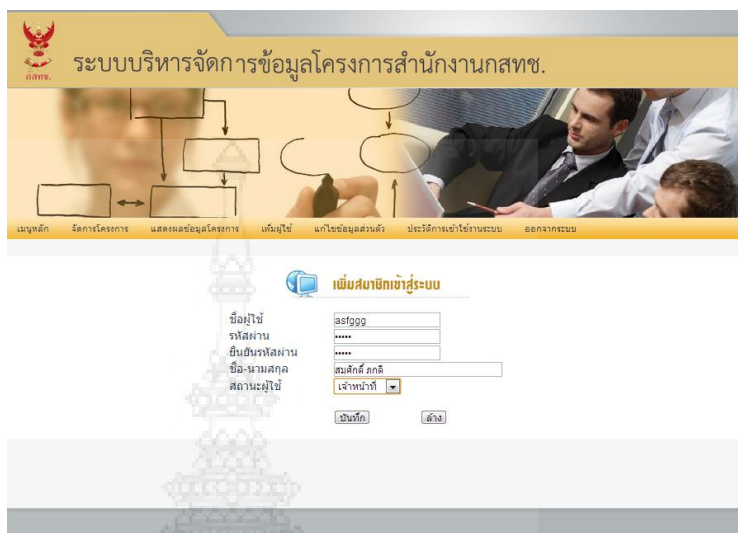 กสทช.
ระบบบริหารจัดการข้อมูลโครงการสำนักงานกสทช.
เมนูหลัก จัดการโครงการ แสดงผลข้อมูลโครงการ เพิ่มผู้ใช้ แก้ไขข้อมูลส่วนตัว ประวัติการเข้าใช้งานระบบ ออกจากระบบ
เพิ่มสมาชิกเข้าสู่ระบบ
ชื่อผู้ใช้ asfggg
รหัสผ่าน •••••
ยืนยันรหัสผ่าน •••••
ชื่อ-นามสกุล สมศักดิ์ ภกดี
สถานะผู้ใช้ เจ้าหน้าที่
บันทึก ล้าง